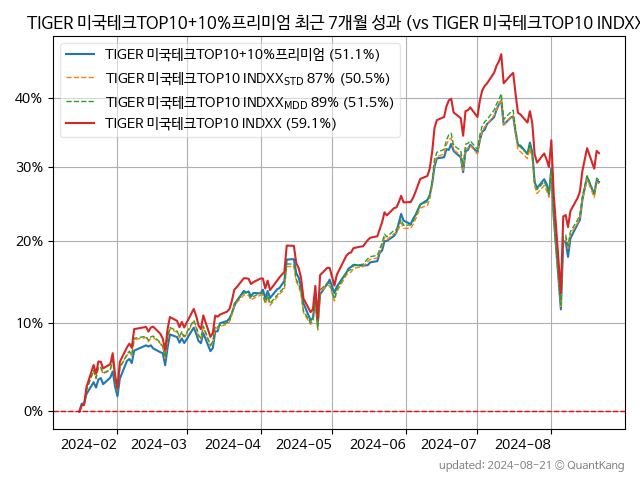 TIGER 미국테크TOP10+10%프리미엄 최근 7개월 성과 (vs TIGER 미국테크TOP10 INDX
TIGER 미국테크TOP10+10%프리미엄 (51.1%)
TIGER 미국테크TOP10 INDXX_STD 87% (50.5%)
TIGER 미국테크TOP10 INDXX_MDD 89% (51.5%)
TIGER 미국테크TOP10 INDXX (59.1%)
40%
30%
20%
10%
0%
2024-02 2024-03 2024-04 2024-05 2024-06 2024-07 2024-08
updated: 2024-08-21 © QuantKang